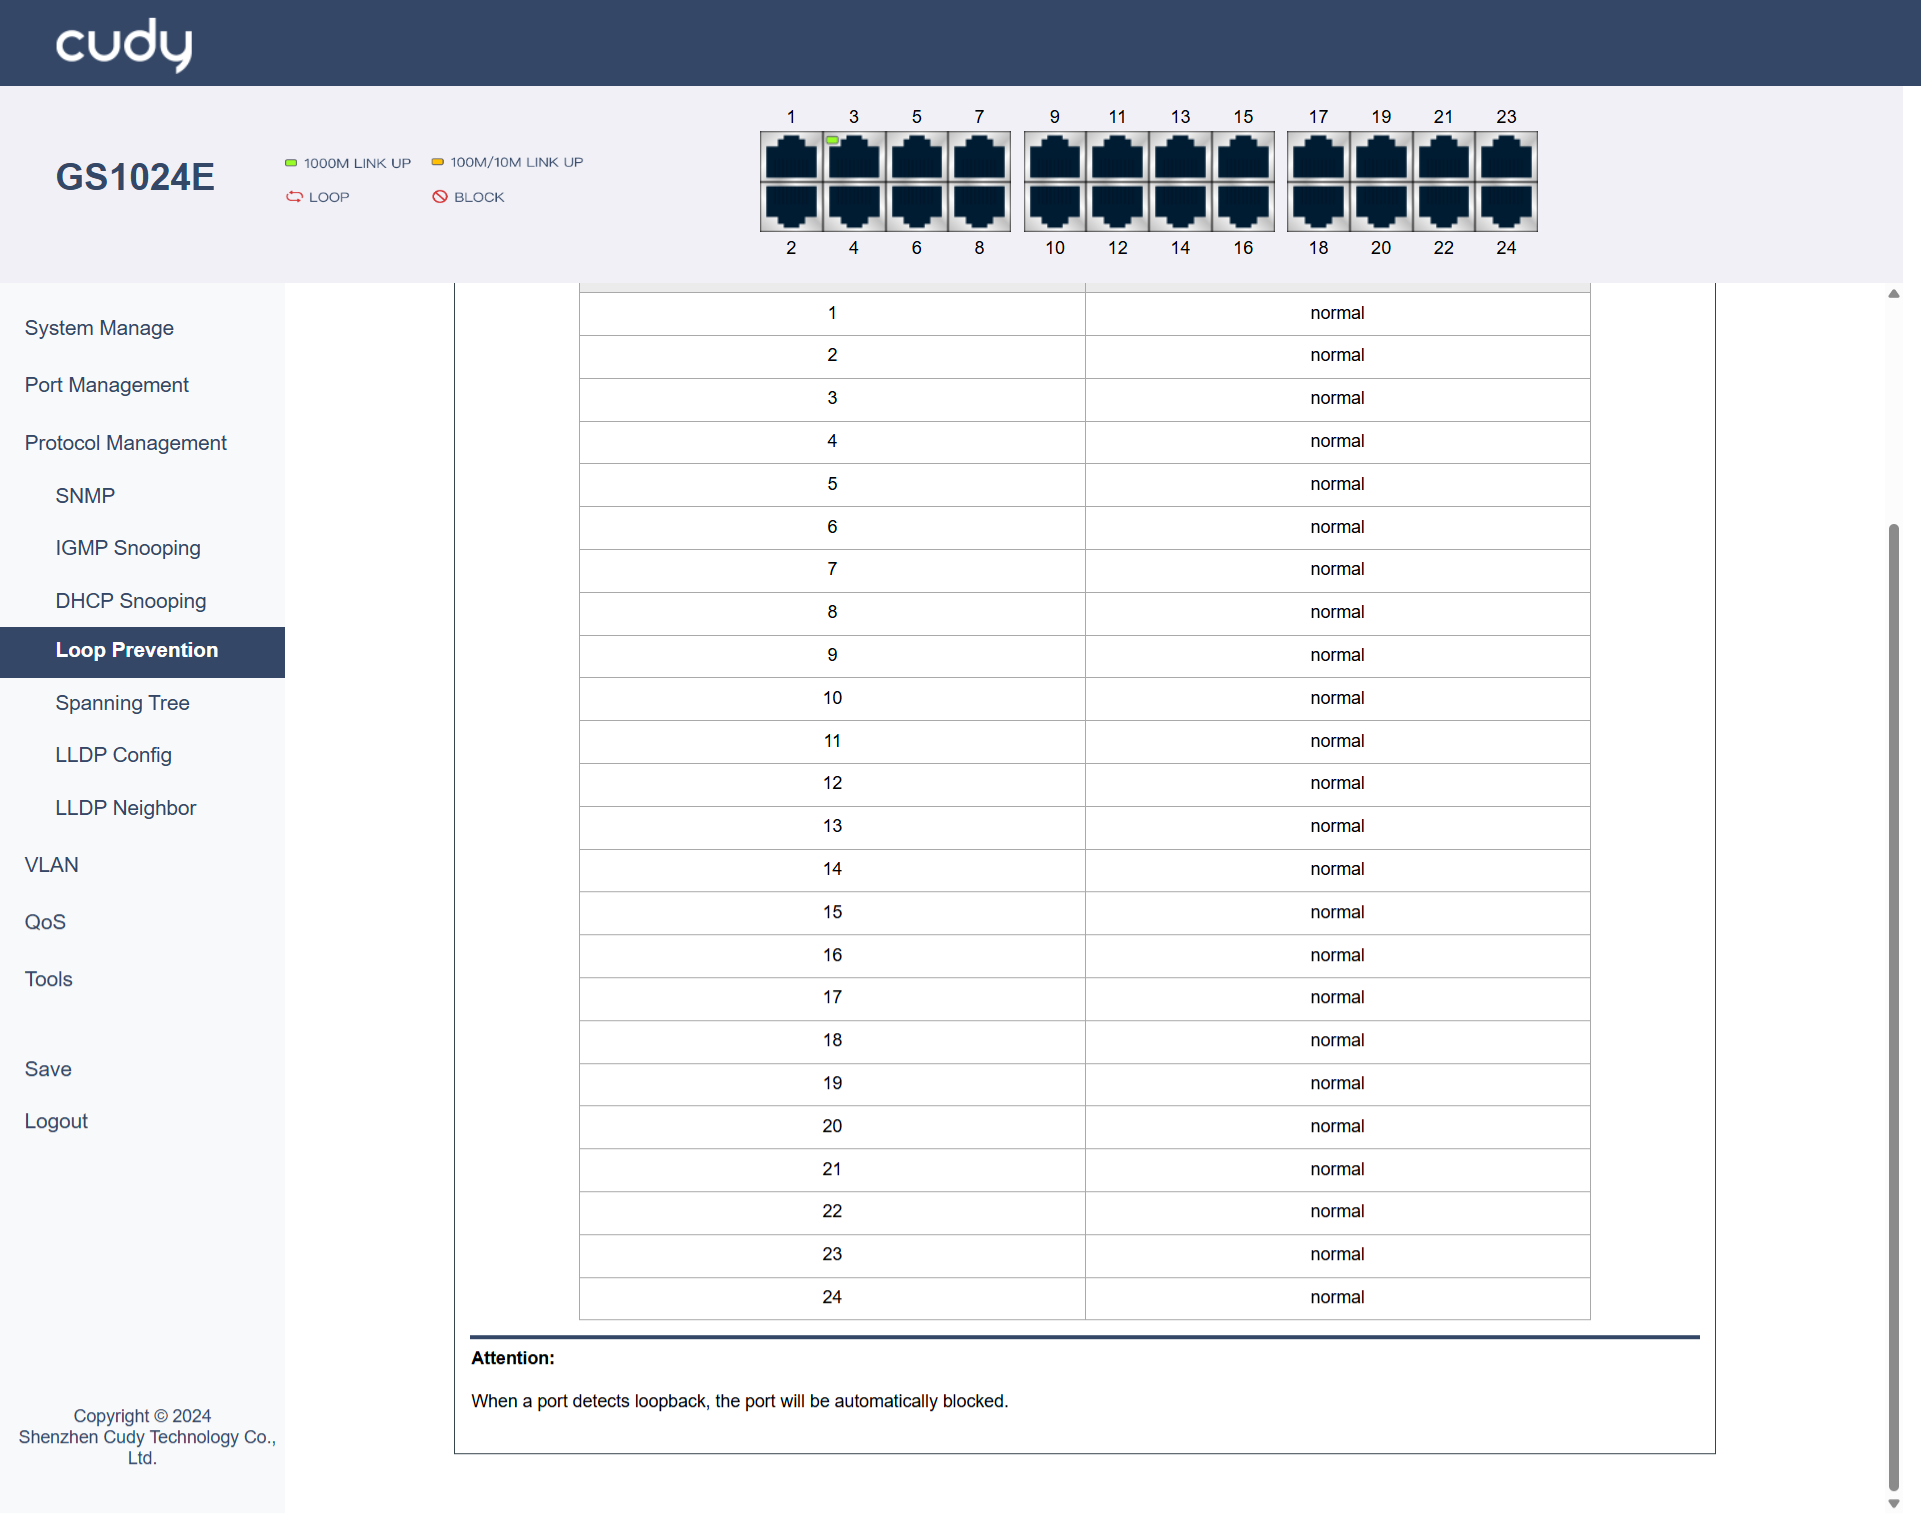 cudy
GS1024E
1000M LINK UP 100M/10M LINK UP
LOOP BLOCK
1 3 5 7 9 11 13 15 17 19 21 23
2 4 6 8 10 12 14 16 18 20 22 24
System Manage
Port Management
Protocol Management
SNMP
IGMP Snooping
DHCP Snooping
Loop Prevention
Spanning Tree
LLDP Config
LLDP Neighbor
VLAN
QoS
Tools
Save
Logout
Copyright © 2024
Shenzhen Cudy Technology Co.,
Ltd.
1 normal
2 normal
3 normal
4 normal
5 normal
6 normal
7 normal
8 normal
9 normal
10 normal
11 normal
12 normal
13 normal
14 normal
15 normal
16 normal
17 normal
18 normal
19 normal
20 normal
21 normal
22 normal
23 normal
24 normal
Attention:
When a port detects loopback, the port will be automatically blocked.